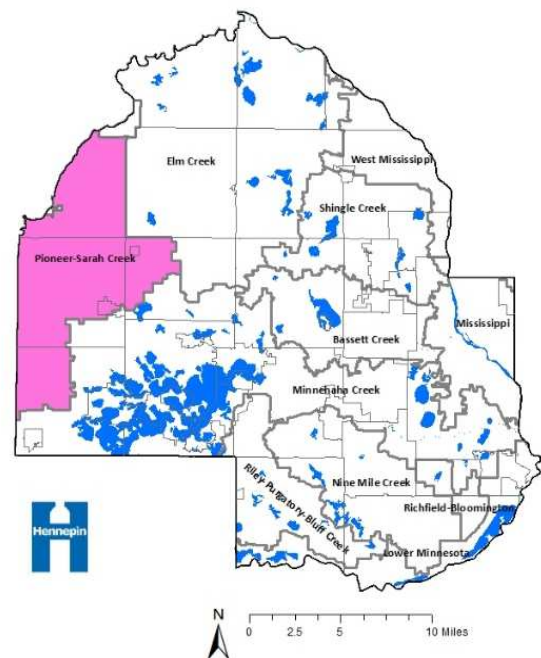 Elm Creek
West Mississippi
Shingle Creek
Pioneer-Sarah Creek
Mississippi
Bassett Creek
Minnehaha Creek
Nine Mile Creek
Riley-Purgatory-Bluff Creek
Richfield-Bloomington
Lower Minnesota
Hennepin
N
0 2.5 5 10 Miles